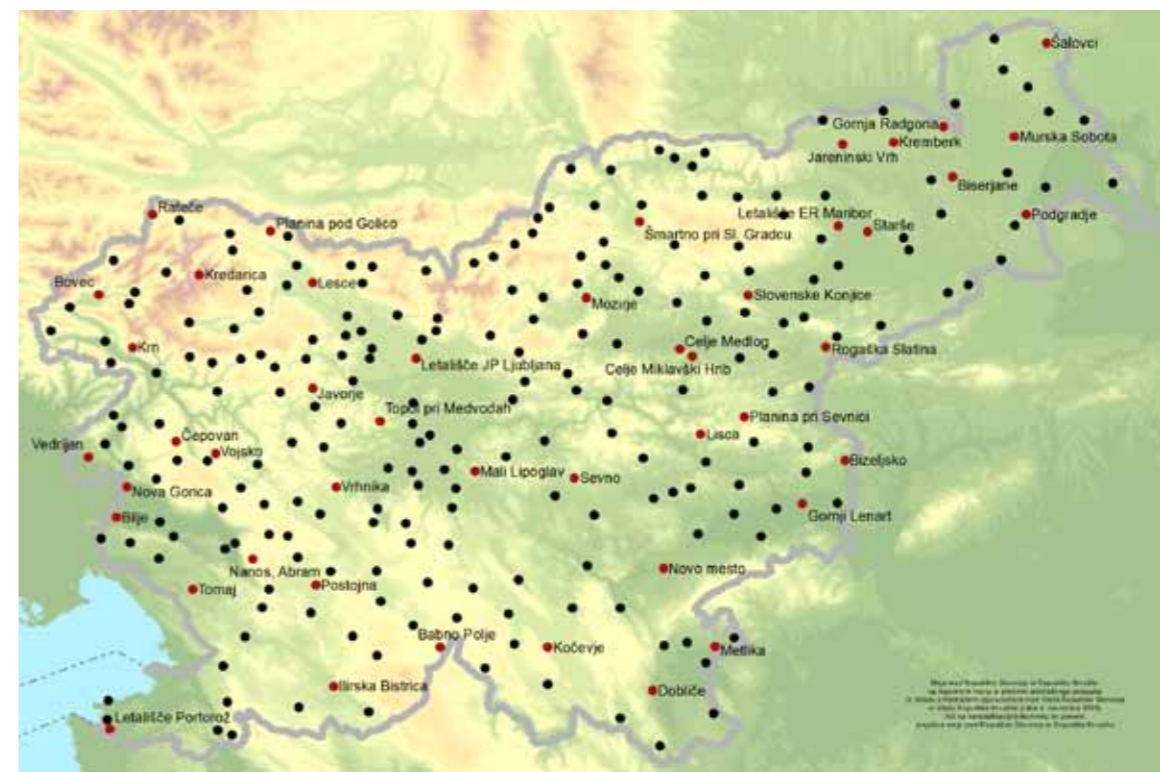 Šalovci
Gornja Radgona
Kremberk
Murska Sobota
Jareninski Vrh
Biserjane
Rateče
Letališče ER Maribor
Podgradje
Planina pod Golico
Starše
Šmartno pri Sl. Gradcu
Kredarica
Bovec
Lesce
Slovenske Konjice
Mozirje
Krn
Celje Medlog
Rogaška Slatina
Letališče JP Ljubljana
Celje Miklavški Hrib
Javorje
Topol pri Medvodah
Planina pri Sevnici
Čepovan
Lisca
Vedrijan
Vojsko
Bizeljsko
Mali Lipoglav
Sevno
Nova Gorica
Vrhnika
Bilje
Gornji Lenart
Nanos, Abram
Novo mesto
Tomaj
Postojna
Babno Polje
Kočevje
Metlika
Ilirska Bistrica
Dobliče
Letališče Portorož